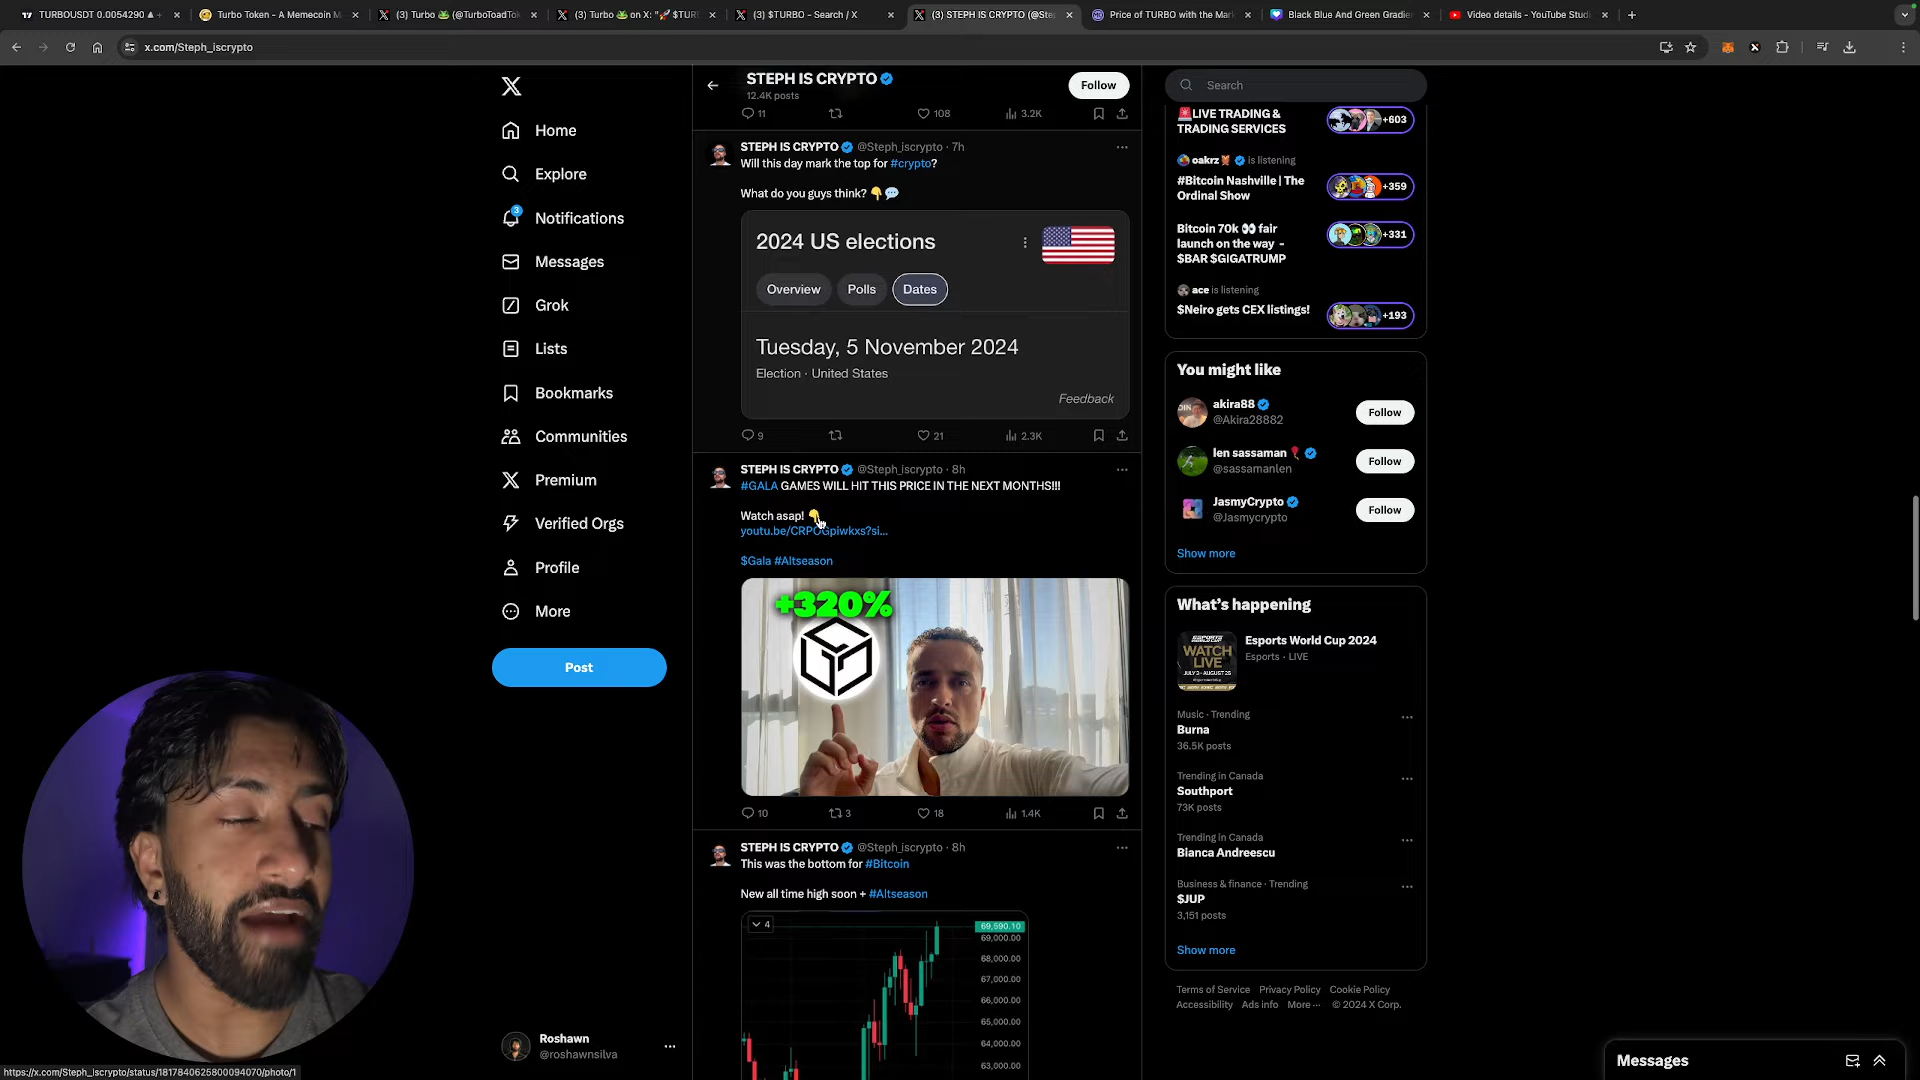 TURBOUSDT 0.0054290 ▲ +
Turbo Token - A Memecoin M
(3) Turbo 🐸 (@TurboToadTok
(3) Turbo 🐸 on X: "🚀 $TUR
(3) $TURBO - Search / X
(3) STEPH IS CRYPTO (@Step
Price of TURBO with the Mar
Black Blue And Green Gradie
Video details - YouTube Studi
x.com/Steph_iscrypto
STEPH IS CRYPTO
12.4K posts
Follow
11
108
3.2K
Home
Explore
Notifications
3
Messages
Grok
Lists
Bookmarks
Communities
Premium
Verified Orgs
Profile
More
Post
Roshawn
@roshawnsilva
STEPH IS CRYPTO @Steph_iscrypto · 7h
Will this day mark the top for #crypto?
What do you guys think? 👇💬
2024 US elections
Overview
Polls
Dates
Tuesday, 5 November 2024
Election · United States
Feedback
9
21
2.3K
STEPH IS CRYPTO @Steph_iscrypto · 8h
#GALA GAMES WILL HIT THIS PRICE IN THE NEXT MONTHS!!!
Watch asap! 👇
youtu.be/CRPOGpiwkxs?si...
$Gala #Altseason
+320%
10
3
18
1.4K
STEPH IS CRYPTO @Steph_iscrypto · 8h
This was the bottom for #Bitcoin
New all time high soon + #Altseason
4
69,590.10
69,000.00
68,000.00
67,000.00
66,000.00
65,000.00
64,000.00
63,000.00
Search
🚨LIVE TRADING &
TRADING SERVICES
+603
oakrz is listening
#Bitcoin Nashville | The
Ordinal Show
+359
Bitcoin 70k 👀 fair
launch on the way -
$BAR $GIGATRUMP
+331
ace is listening
$Neiro gets CEX listings!
+193
You might like
akira88
@Akira28882
Follow
len sassaman
@sassamanlen
Follow
JasmyCrypto
@Jasmycrypto
Follow
Show more
What's happening
WATCH
LIVE
Esports World Cup 2024
Esports · LIVE
Music · Trending
Burna
36.5K posts
Trending in Canada
Southport
73K posts
Trending in Canada
Bianca Andreescu
Business & finance · Trending
$JUP
3,151 posts
Show more
Terms of Service Privacy Policy Cookie Policy
Accessibility Ads info More ··· © 2024 X Corp.
Messages
https://x.com/Steph_iscrypto/status/1817840625800094070/photo/1